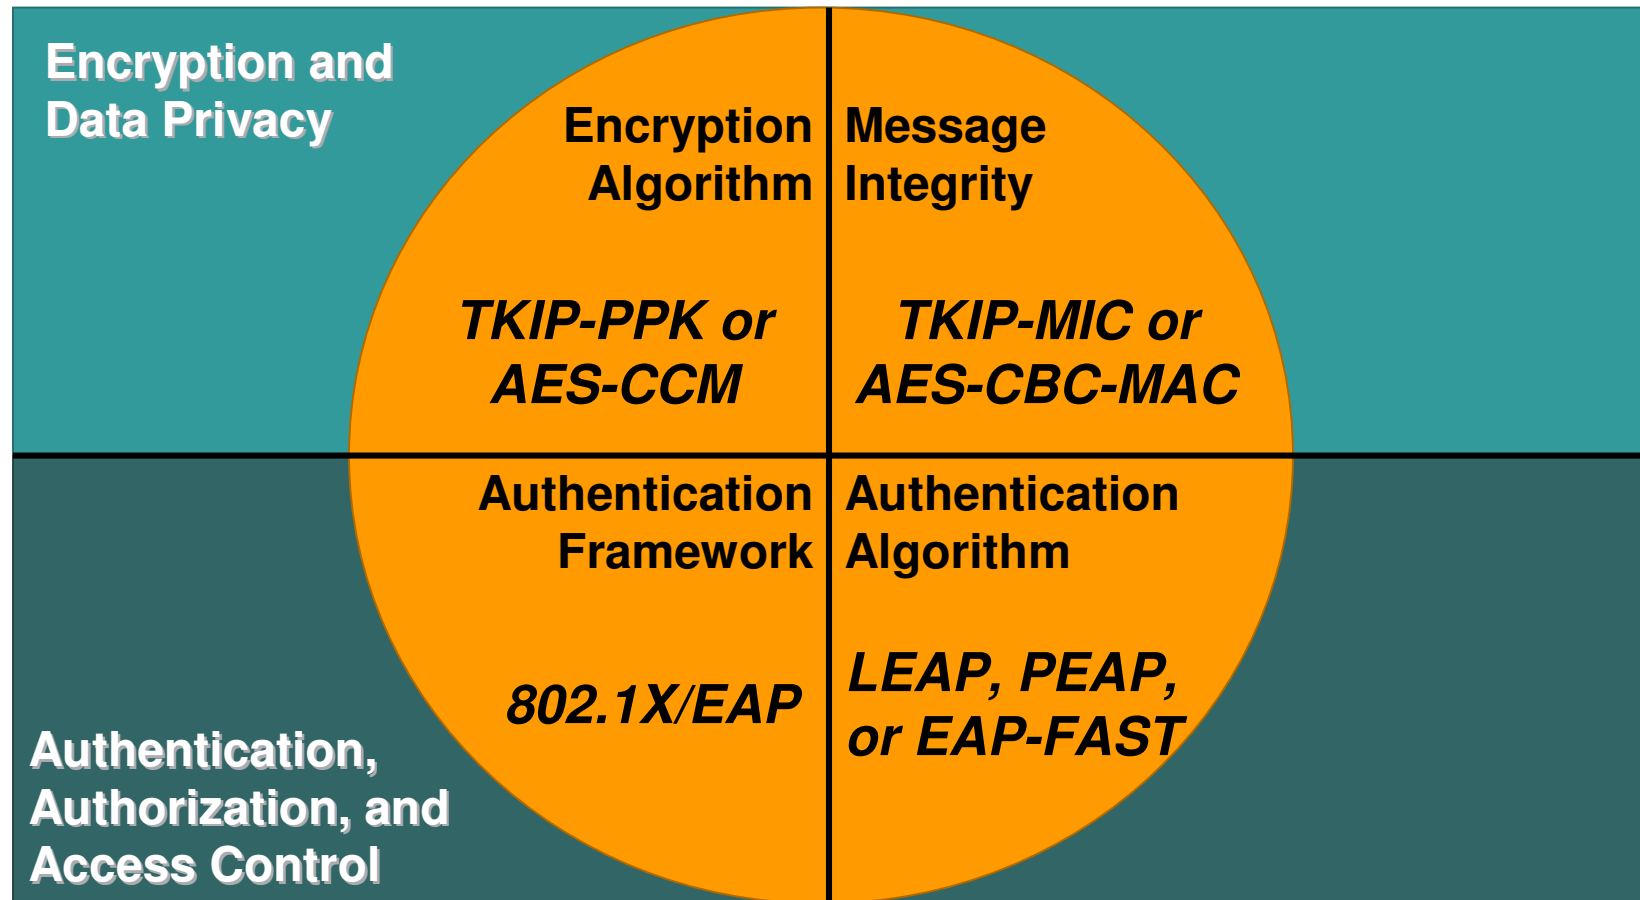 Encryption and
Data Privacy
Encryption
Algorithm
Message
Integrity
TKIP-PPK or
AES-CCM
TKIP-MIC or
AES-CBC-MAC
Authentication
Framework
Authentication
Algorithm
802.1X/EAP
LEAP, PEAP,
or EAP-FAST
Authentication,
Authorization, and
Access Control